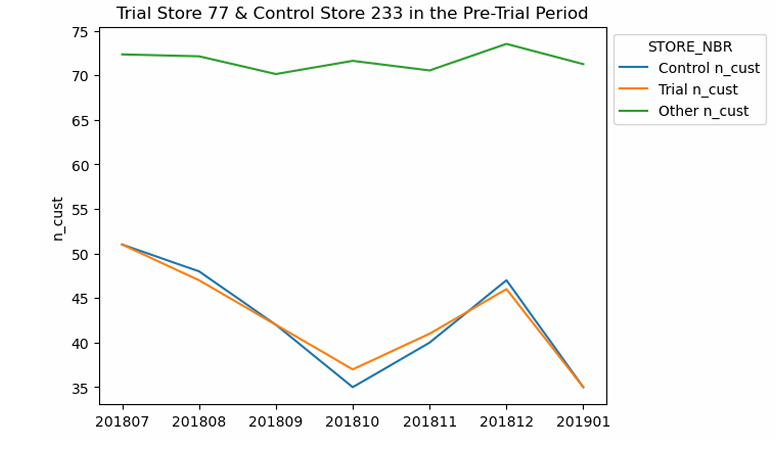 Trial Store 77 & Control Store 233 in the Pre-Trial Period
STORE_NBR
Control n_cust
Trial n_cust
Other n_cust
n_cust
75
70
65
60
55
50
45
40
35
201807 201808 201809 201810 201811 201812 201901